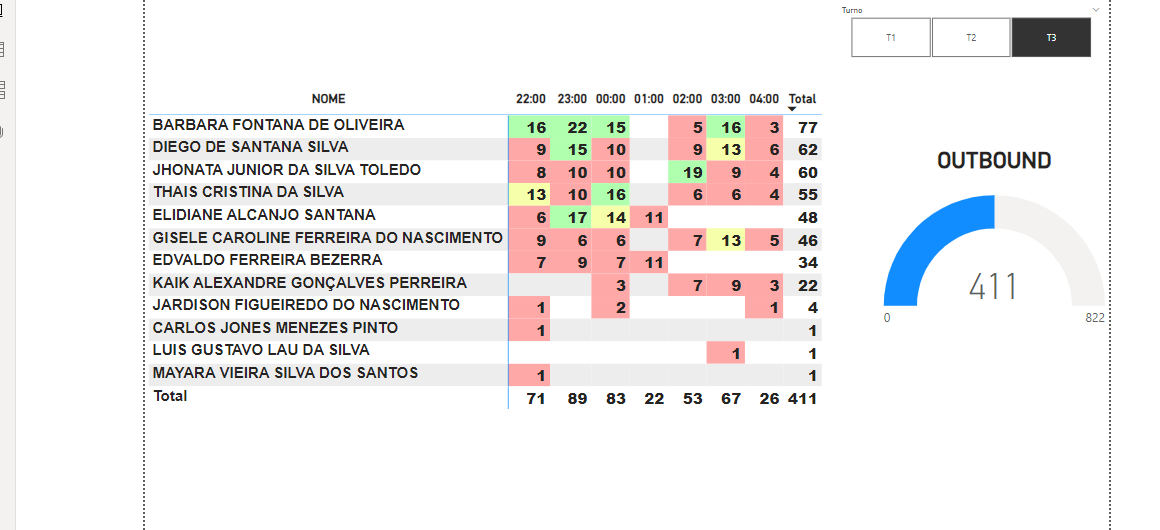 Turno
T1 T2 T3
NOME 22:00 23:00 00:00 01:00 02:00 03:00 04:00 Total
BARBARA FONTANA DE OLIVEIRA 16 22 15 5 16 3 77
DIEGO DE SANTANA SILVA 9 15 10 9 13 6 62
JHONATA JUNIOR DA SILVA TOLEDO 8 10 10 19 9 4 60
THAIS CRISTINA DA SILVA 13 10 16 6 6 4 55
ELIDIANE ALCANJO SANTANA 6 17 14 11 48
GISELE CAROLINE FERREIRA DO NASCIMENTO 9 6 6 7 13 5 46
EDVALDO FERREIRA BEZERRA 7 9 7 11 34
KAIK ALEXANDRE GONÇALVES PERREIRA 3 7 9 3 22
JARDISON FIGUEIREDO DO NASCIMENTO 1 2 1 4
CARLOS JONES MENEZES PINTO 1 1
LUIS GUSTAVO LAU DA SILVA 1 1
MAYARA VIEIRA SILVA DOS SANTOS 1 1
Total 71 89 83 22 53 67 26 411
OUTBOUND
411
0 822